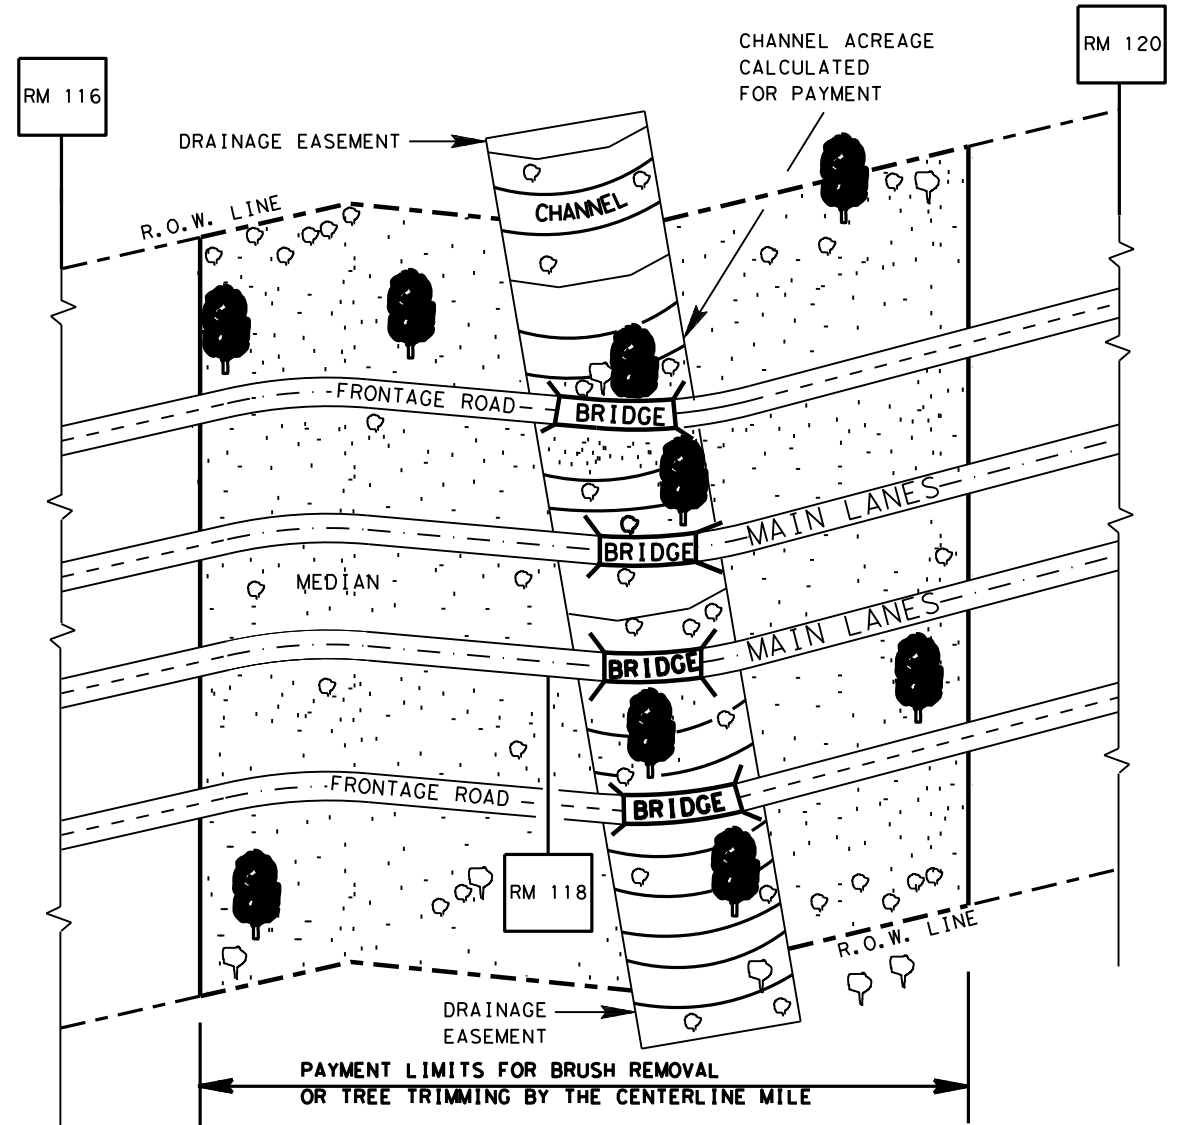 RM 120
CHANNEL ACREAGE
CALCULATED
FOR PAYMENT
RM 116
DRAINAGE EASEMENT
R.O.W. LINE
CHANNEL
FRONTAGE ROAD
BRIDGE
MAIN LANES
BRIDGE
MEDIAN
MAIN LANES
BRIDGE
FRONTAGE ROAD
BRIDGE
RM 118
R.O.W. LINE
DRAINAGE
EASEMENT
PAYMENT LIMITS FOR BRUSH REMOVAL
OR TREE TRIMMING BY THE CENTERLINE MILE